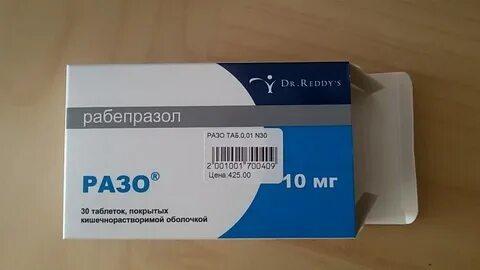 DR.REDDY'S
рабепразол
РАЗО ТАБ.0,01 N30
2 001001 700409
Цена:425.00
РАЗО®
10 мг
30 таблеток, покрытых
кишечнорастворимой оболочкой